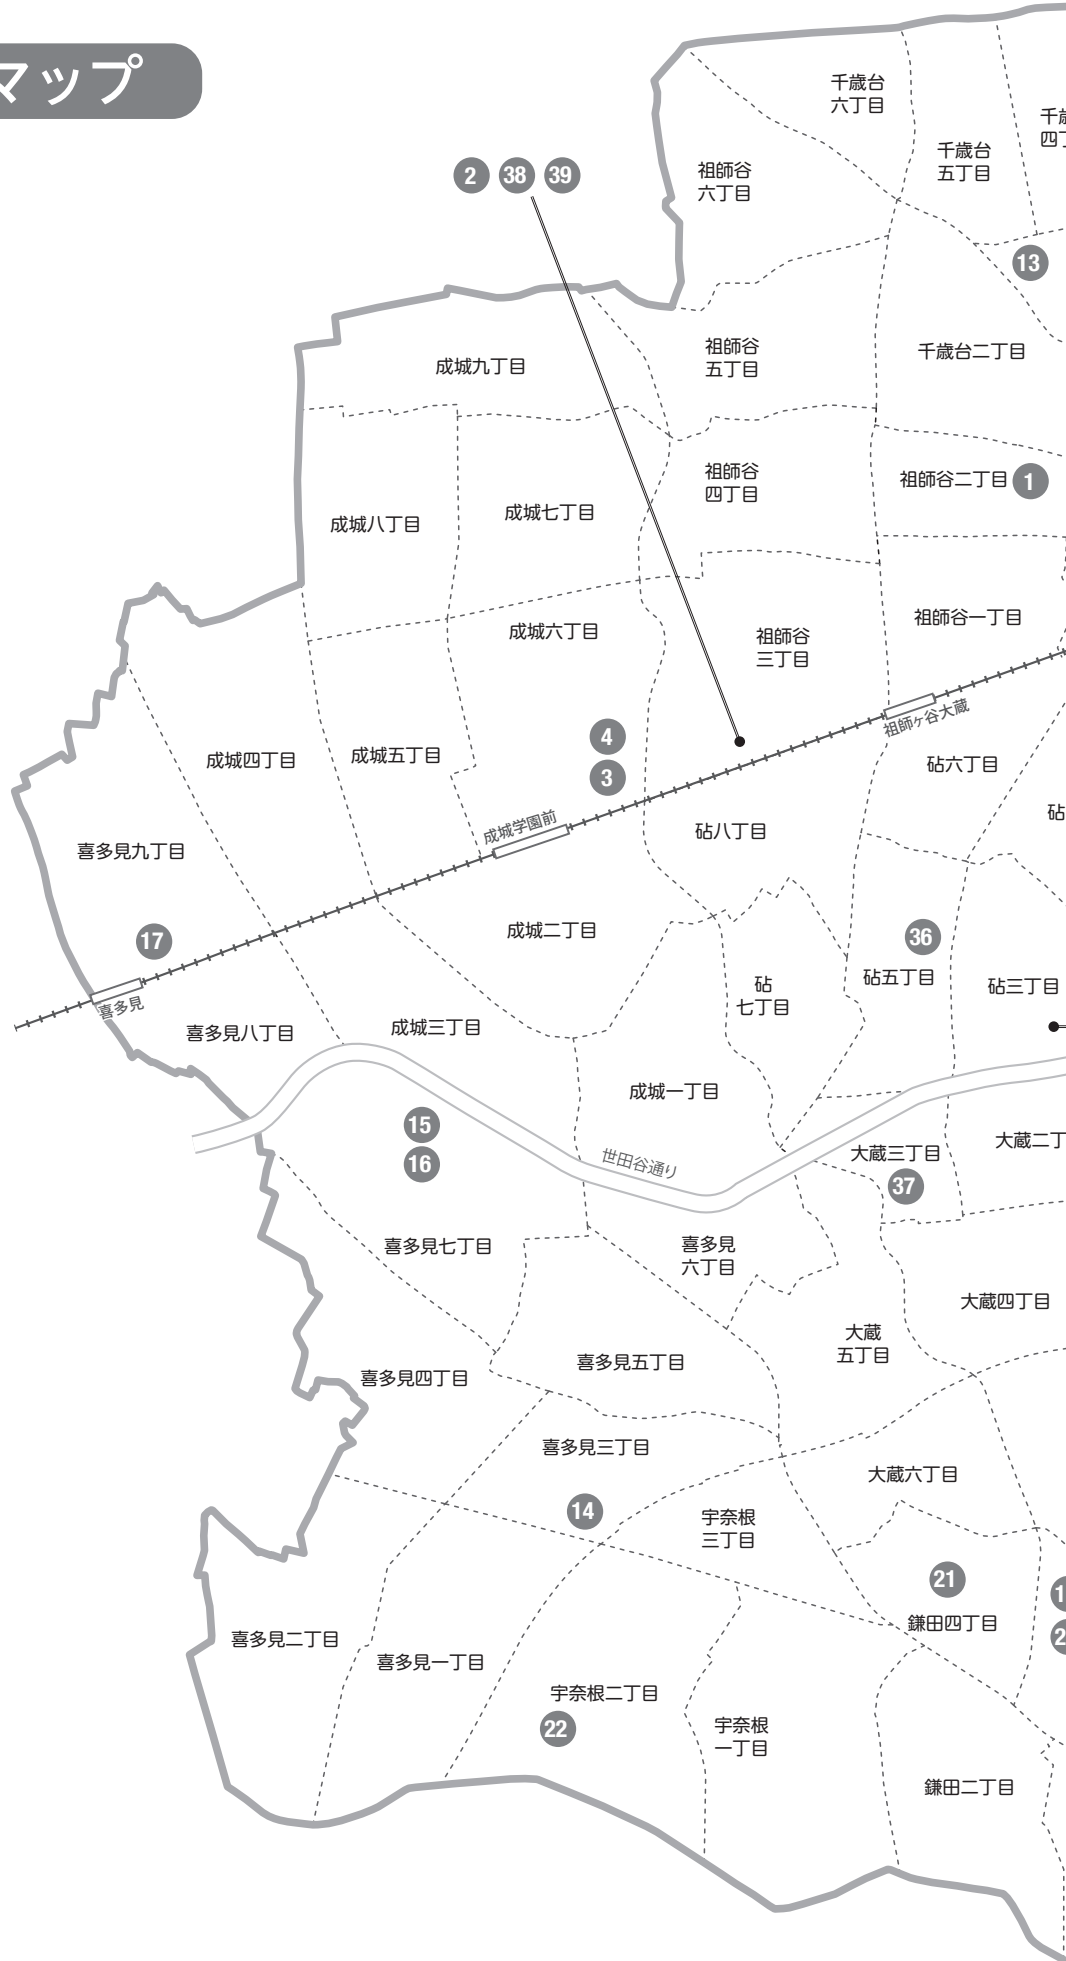 マップ
千歳台
六丁目
千歳
四丁
千歳台
五丁目
祖師谷
六丁目
2 38 39
13
祖師谷
五丁目
千歳台二丁目
成城九丁目
祖師谷
四丁目
祖師谷二丁目 1
成城八丁目
成城七丁目
祖師谷一丁目
成城六丁目
祖師谷
三丁目
祖師ヶ谷大蔵
4
3
成城四丁目
成城五丁目
砧六丁目
砧
成城学園前
砧八丁目
喜多見九丁目
17
成城二丁目
36
砧五丁目
砧
七丁目
砧三丁目
喜多見
喜多見八丁目
成城三丁目
成城一丁目
15
16
世田谷通り
大蔵三丁目
37
大蔵二丁
喜多見七丁目
喜多見
六丁目
大蔵四丁目
大蔵
五丁目
喜多見四丁目
喜多見五丁目
喜多見三丁目
大蔵六丁目
14
宇奈根
三丁目
21
鎌田四丁目
1
2
喜多見二丁目
喜多見一丁目
宇奈根二丁目
22
宇奈根
一丁目
鎌田二丁目